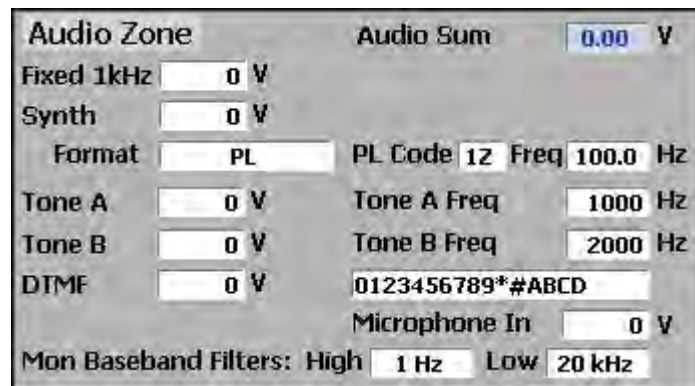 Audio Zone Audio Sum 0.00 V
Fixed 1kHz 0 V
Synth 0 V
Format PL PL Code 1Z Freq 100.0 Hz
Tone A 0 V Tone A Freq 1000 Hz
Tone B 0 V Tone B Freq 2000 Hz
DTMF 0 V 0123456789*#ABCD
Microphone In 0 V
Mon Baseband Filters: High 1 Hz Low 20 kHz